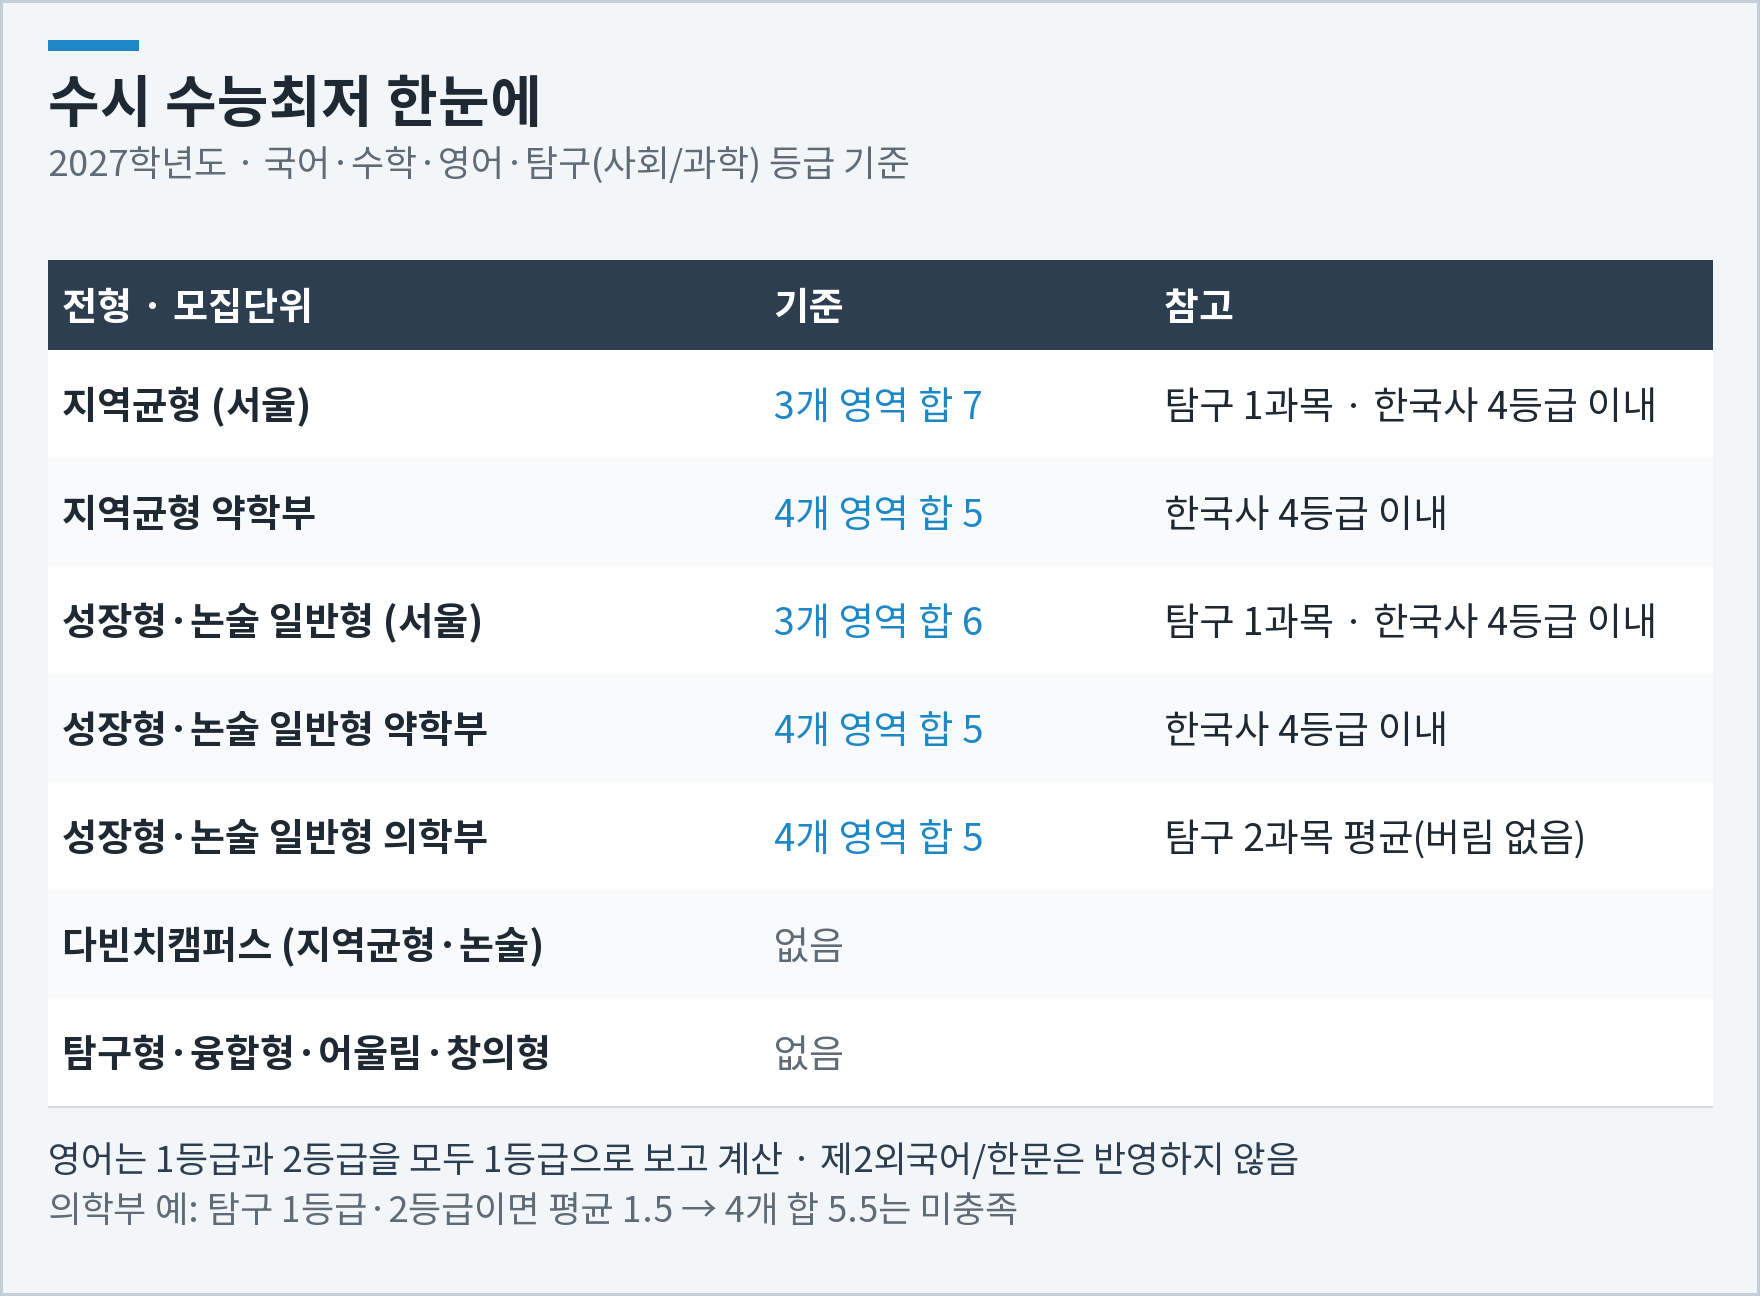 수시 수능최저 한눈에
2027학년도 · 국어·수학·영어·탐구(사회/과학) 등급 기준
전형 · 모집단위 기준 참고
지역균형 (서울) 3개 영역 합 7 탐구 1과목 · 한국사 4등급 이내
지역균형 약학부 4개 영역 합 5 한국사 4등급 이내
성장형·논술 일반형 (서울) 3개 영역 합 6 탐구 1과목 · 한국사 4등급 이내
성장형·논술 일반형 약학부 4개 영역 합 5 한국사 4등급 이내
성장형·논술 일반형 의학부 4개 영역 합 5 탐구 2과목 평균(버림 없음)
다빈치캠퍼스 (지역균형·논술) 없음
탐구형·융합형·어울림·창의형 없음
영어는 1등급과 2등급을 모두 1등급으로 보고 계산 · 제2외국어/한문은 반영하지 않음
의학부 예: 탐구 1등급·2등급이면 평균 1.5 → 4개 합 5.5는 미충족